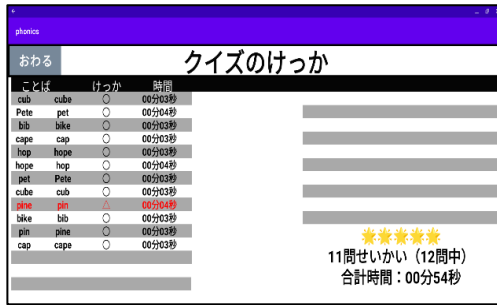 phonics
おわる
クイズのけっか
ことば けっか 時間
cub cube ○ 00分03秒
Pete pet ○ 00分04秒
bib bike ○ 00分03秒
cape cap ○ 00分03秒
hop hope ○ 00分03秒
hope hop ○ 00分04秒
pet Pete ○ 00分03秒
cube cub ○ 00分03秒
pine pin △ 00分04秒
bike bib ○ 00分03秒
pin pine ○ 00分03秒
cap cape ○ 00分03秒
11問せいかい（12問中）
合計時間：00分54秒